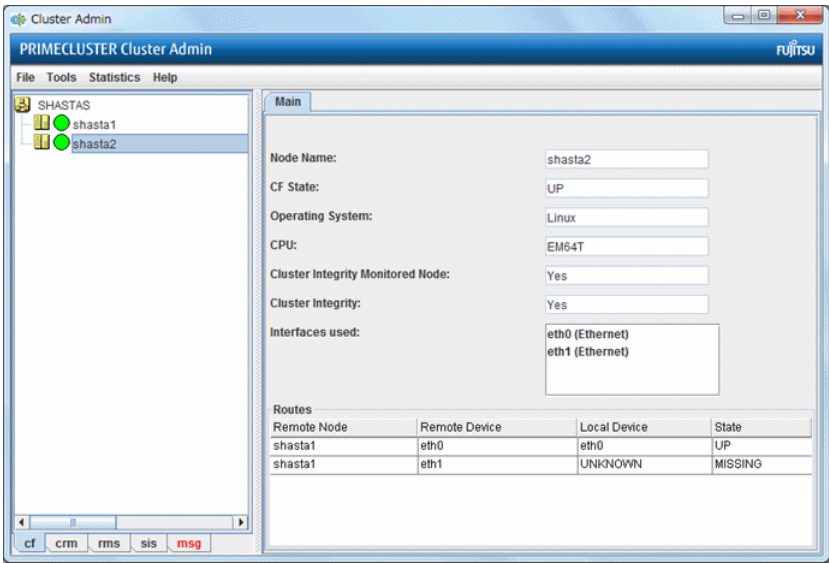 Cluster Admin
PRIMECLUSTER Cluster Admin
FUJITSU
File Tools Statistics Help
SHASTAS
shasta1
shasta2
Main
Node Name: shasta2
CF State: UP
Operating System: Linux
CPU: EM64T
Cluster Integrity Monitored Node: Yes
Cluster Integrity: Yes
Interfaces used: eth0 (Ethernet)
eth1 (Ethernet)
Routes
Remote Node Remote Device Local Device State
shasta1 eth0 eth0 UP
shasta1 eth1 UNKNOWN MISSING
cf crm rms sis msg